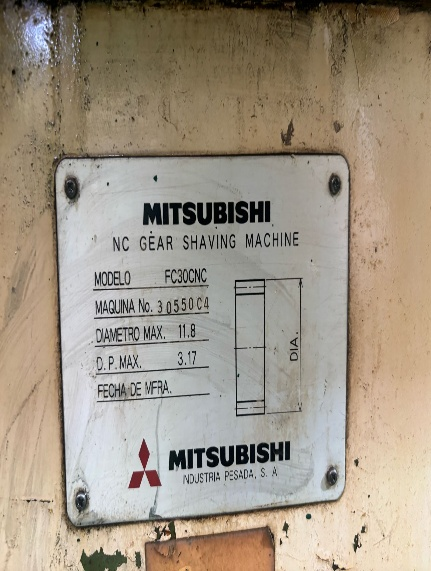 MITSUBISHI
NC GEAR SHAVING MACHINE
MODELO FC30CNC
MAQUINA No. 30550C4
DIAMETRO MAX. 11.8
D.P. MAX. 3.17
FECHA DE MFRA.
DIA.
MITSUBISHI
INDUSTRIA PESADA, S. A.